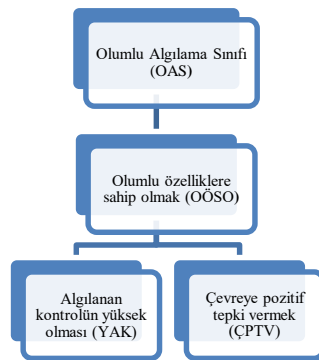 Olumlu Algılama Sınıfı
(OAS)
Olumlu özelliklere
sahip olmak (OÖSO)
Algılanan
kontrolün yüksek
olması (YAK)
Çevreye pozitif
tepki vermek
(ÇPTV)